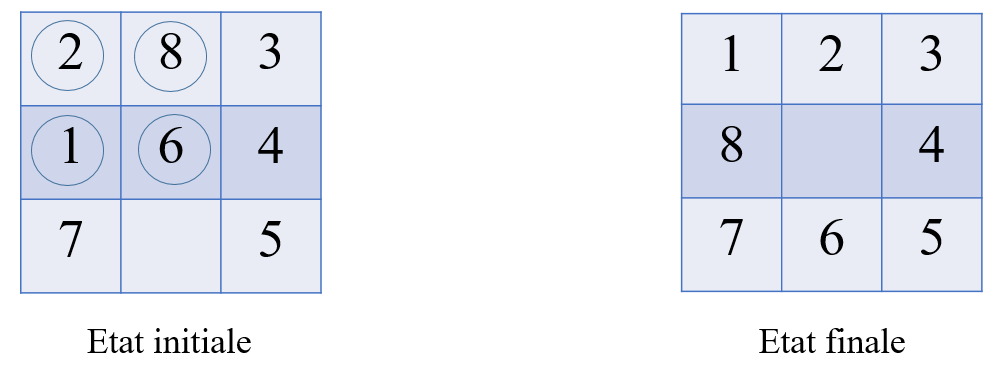 2 8 3 1 2 3
1 6 4 8 4
7 5 7 6 5
Etat initiale Etat finale